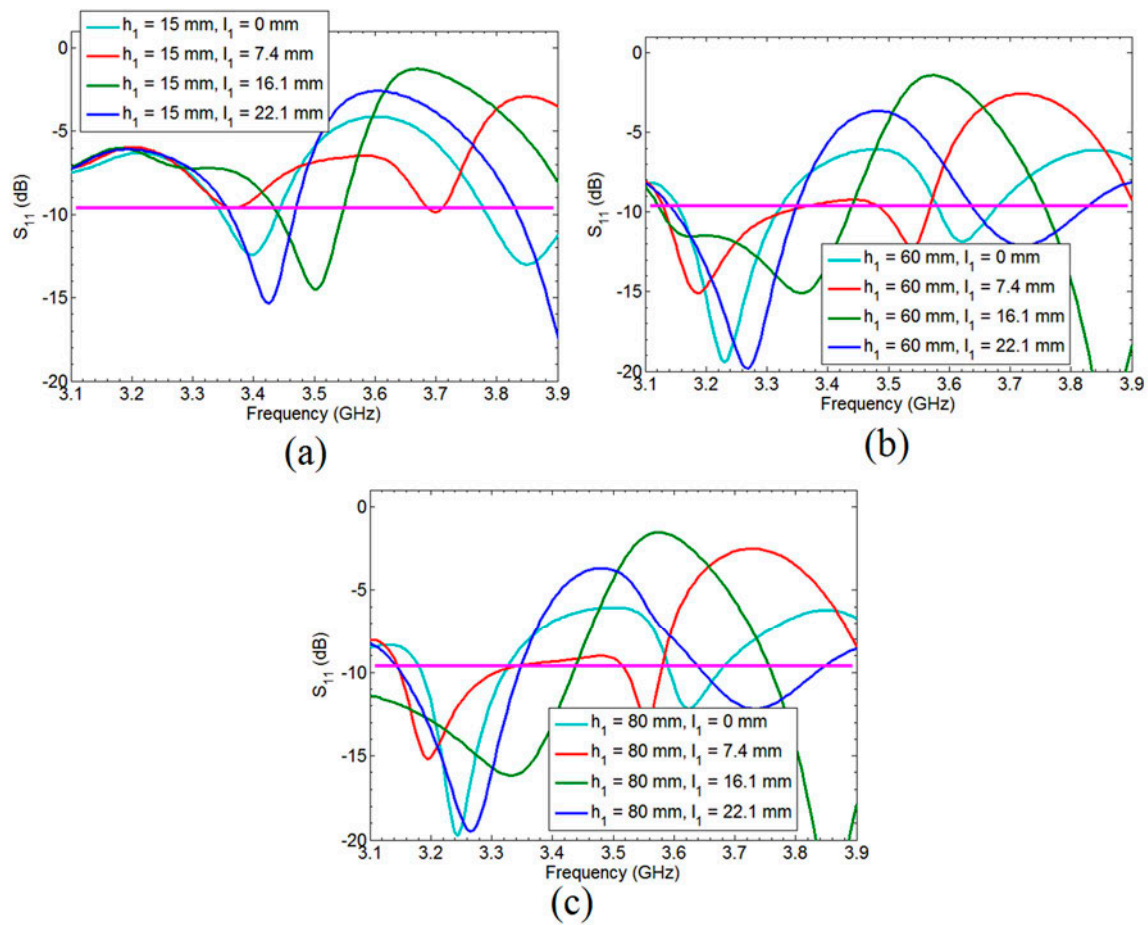 h1 = 15 mm, l1 = 0 mm
h1 = 15 mm, l1 = 7.4 mm
h1 = 15 mm, l1 = 16.1 mm
h1 = 15 mm, l1 = 22.1 mm
0
-5
-10
-15
-20
S11 (dB)
3.1 3.2 3.3 3.4 3.5 3.6 3.7 3.8 3.9
Frequency (GHz)
(a)
0
-5
-10
-15
-20
S11 (dB)
h1 = 60 mm, l1 = 0 mm
h1 = 60 mm, l1 = 7.4 mm
h1 = 60 mm, l1 = 16.1 mm
h1 = 60 mm, l1 = 22.1 mm
3.1 3.2 3.3 3.4 3.5 3.6 3.7 3.8 3.9
Frequency (GHz)
(b)
0
-5
-10
-15
-20
S11 (dB)
h1 = 80 mm, l1 = 0 mm
h1 = 80 mm, l1 = 7.4 mm
h1 = 80 mm, l1 = 16.1 mm
h1 = 80 mm, l1 = 22.1 mm
3.1 3.2 3.3 3.4 3.5 3.6 3.7 3.8 3.9
Frequency (GHz)
(c)